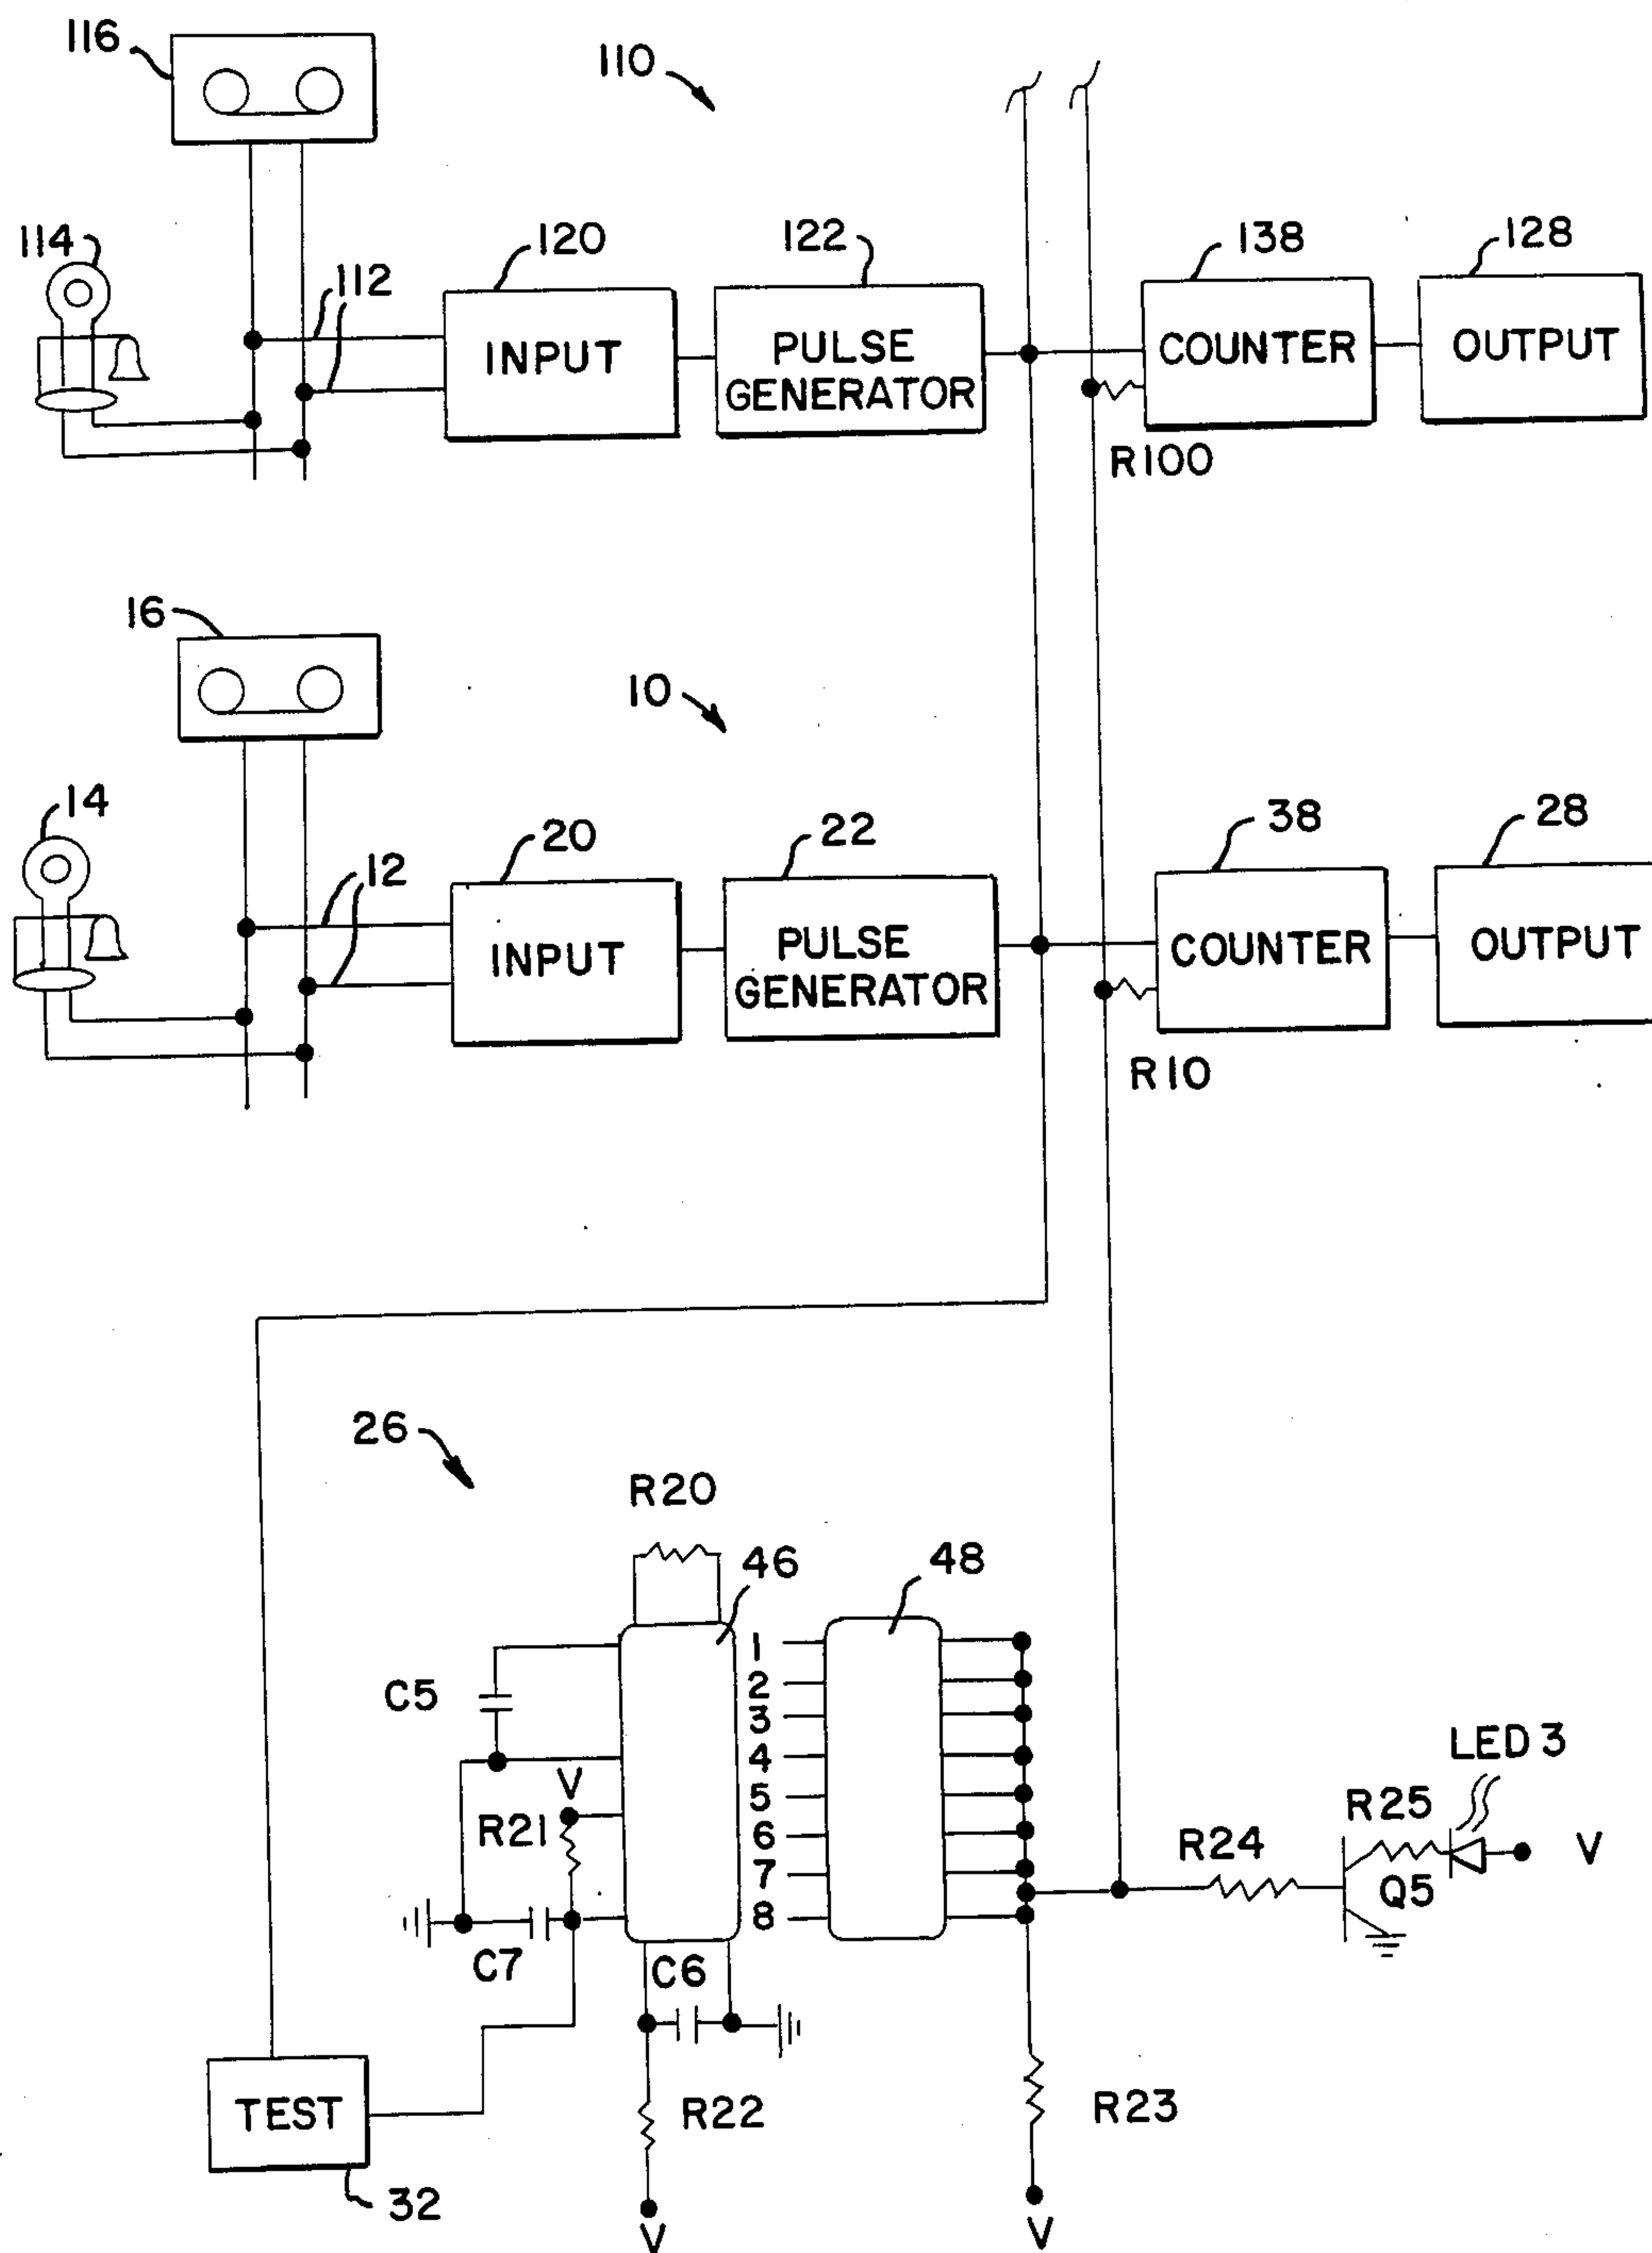 116
110
114
112
120
122
138
128
INPUT
PULSE
GENERATOR
COUNTER
OUTPUT
R100
16
10
14
12
20
22
38
28
INPUT
PULSE
GENERATOR
COUNTER
OUTPUT
R10
26
R20
46
48
1
2
3
4
5
6
7
8
C5
V
R21
C7
C6
LED 3
R25
R24
V
Q5
TEST
32
R22
V
R23
V